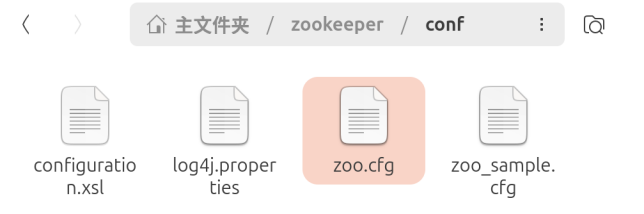 主文件夹 / zookeeper / conf
configuratio
n.xsl
log4j.proper
ties
zoo.cfg
zoo_sample.
cfg